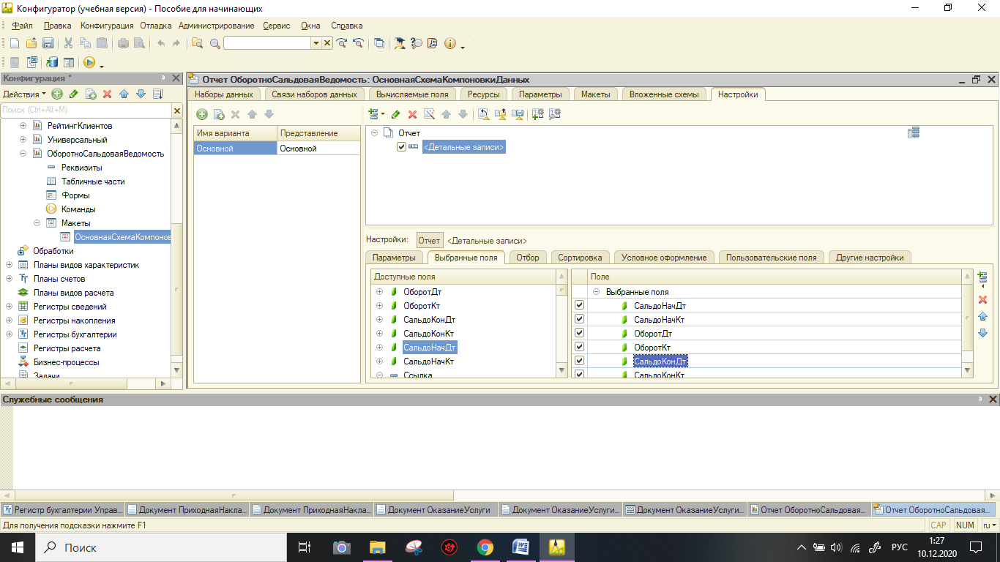 Конфигуратор (учебная версия) - Пособие для начинающих
Файл Правка Конфигурация Отладка Администрирование Сервис Окна Справка
Конфигурация *
Отчет ОборотноСальдоваяВедомость: ОсновнаяСхемаКомпоновкиДанных
Действия
Наборы данных Связи наборов данных Вычисляемые поля Ресурсы Параметры Макеты Вложенные схемы Настройки
Поиск (Ctrl+Alt+M)
РейтингКлиентов
Универсальный
ОборотноСальдоваяВедомость
Реквизиты
Табличные части
Формы
Команды
Макеты
ОсновнаяСхемаКомпонов
Обработки
Планы видов характеристик
Планы счетов
Планы видов расчета
Регистры сведений
Регистры накопления
Регистры бухгалтерии
Регистры расчета
Бизнес-процессы
Задачи
Имя варианта Представление
Основной Основной
Отчет
<Детальные записи>
Настройки: Отчет <Детальные записи>
Параметры Выбранные поля Отбор Сортировка Условное оформление Пользовательские поля Другие настройки
Доступные поля
ОборотДт
ОборотКт
СальдоКонДт
СальдоКонКт
СальдоНачДт
СальдоНачКт
Ссылка
Поле
Выбранные поля
СальдоНачДт
СальдоНачКт
ОборотДт
ОборотКт
СальдоКонДт
СальдоКонКт
Служебные сообщения
Регистр бухгалтерии Управ... Документ ПриходнаяНакла... Документ ПриходнаяНакла... Документ ОказаниеУслуги Документ ОказаниеУслуги... Документ ОказаниеУслуги... Отчет ОборотноСальдовая... Отчет ОборотноСальдовая...
Для получения подсказки нажмите F1
CAP NUM ru
Поиск
РУС
1:27
10.12.2020